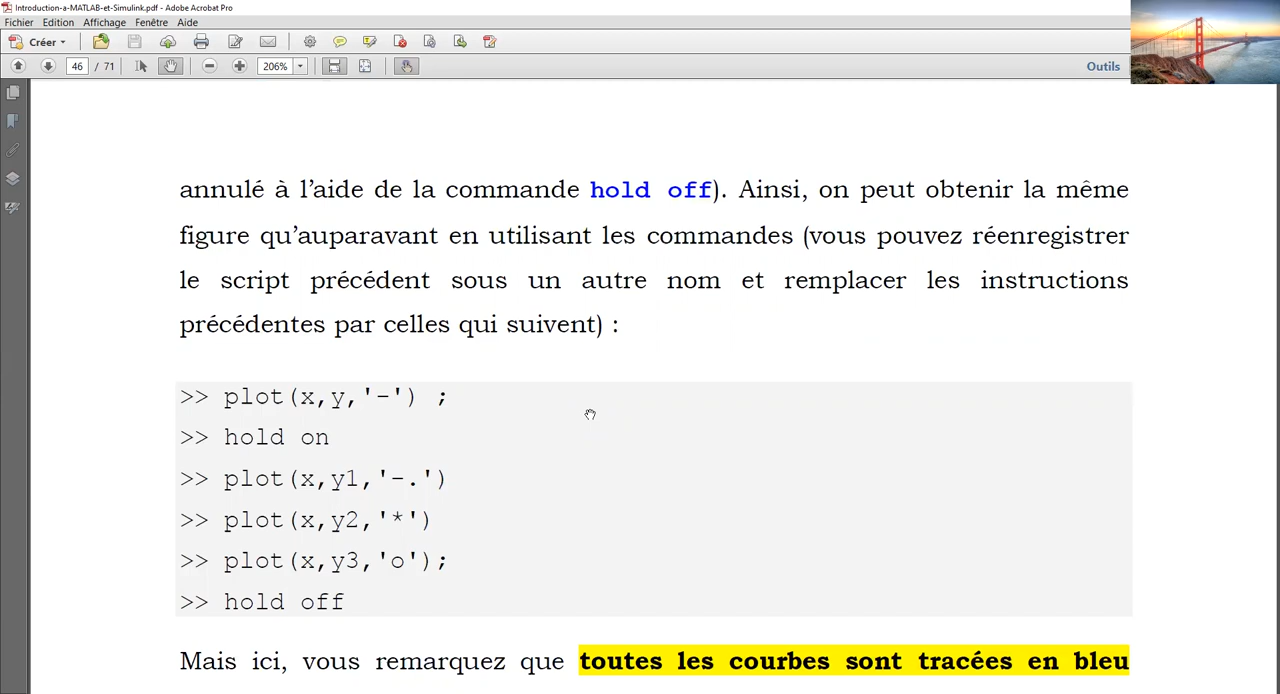 Introduction-a-MATLAB-et-Simulink.pdf - Adobe Acrobat Pro
Fichier Edition Affichage Fenêtre Aide
Créer
46 / 71 206% Outils
annulé à l’aide de la commande hold off). Ainsi, on peut obtenir la même
figure qu’auparavant en utilisant les commandes (vous pouvez réenregistrer
le script précédent sous un autre nom et remplacer les instructions
précédentes par celles qui suivent) :
>> plot(x,y,'-') ;
>> hold on
>> plot(x,y1,'-.')
>> plot(x,y2,'*')
>> plot(x,y3,'o');
>> hold off
Mais ici, vous remarquez que toutes les courbes sont tracées en bleu